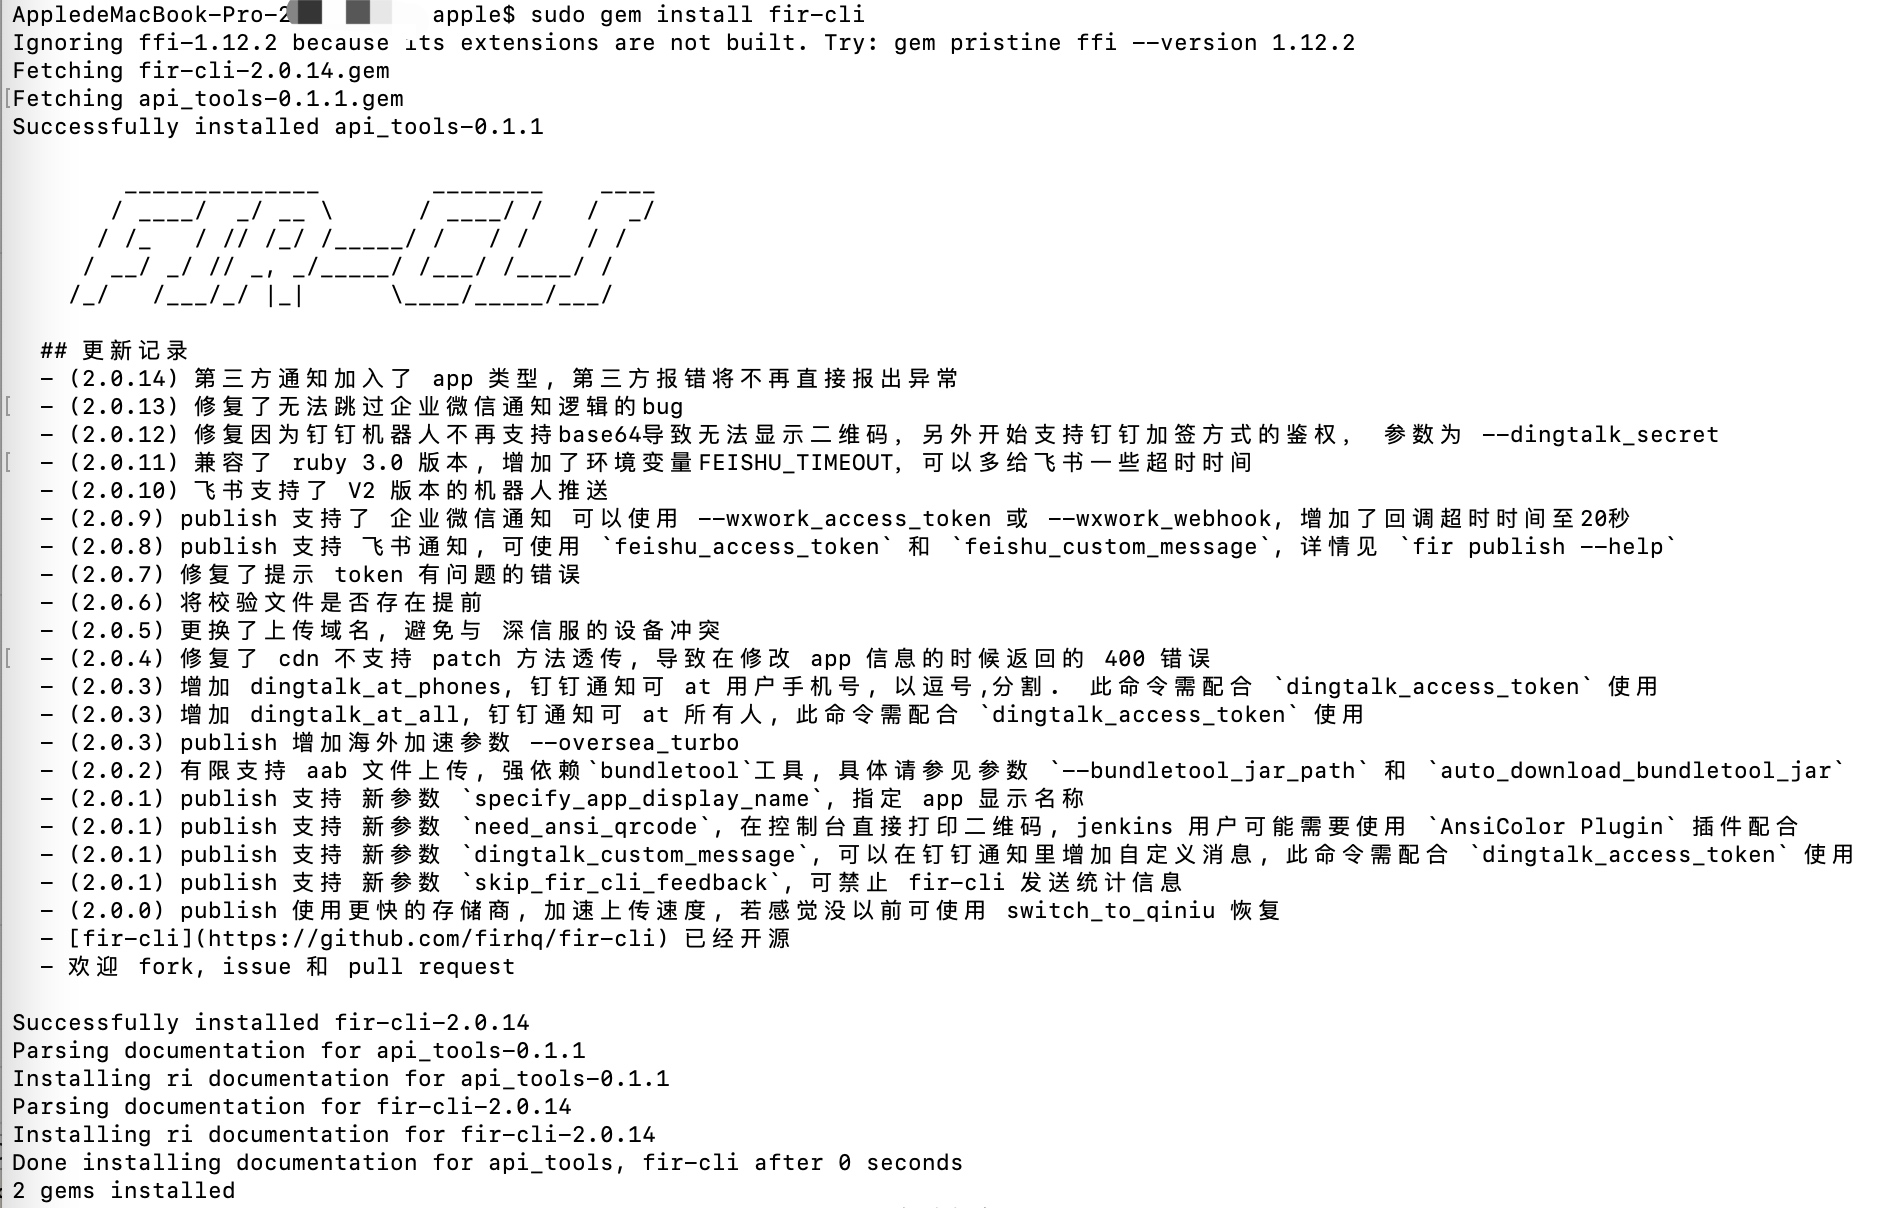 AppledeMacBook-Pro-2 apple$ sudo gem install fir-cli
Ignoring ffi-1.12.2 because its extensions are not built. Try: gem pristine ffi --version 1.12.2
Fetching fir-cli-2.0.14.gem
Fetching api_tools-0.1.1.gem
Successfully installed api_tools-0.1.1
FIR-CLI
## 更新记录
- (2.0.14) 第三方通知加入了 app 类型, 第三方报错将不再直接报出异常
- (2.0.13) 修复了无法跳过企业微信通知逻辑的bug
- (2.0.12) 修复因为钉钉机器人不再支持base64导致无法显示二维码, 另外开始支持钉钉加签方式的鉴权, 参数为 --dingtalk_secret
- (2.0.11) 兼容了 ruby 3.0 版本, 增加了环境变量FEISHU_TIMEOUT, 可以多给飞书一些超时时间
- (2.0.10) 飞书支持了 V2 版本的机器人推送
- (2.0.9) publish 支持了 企业微信通知 可以使用 --wxwork_access_token 或 --wxwork_webhook, 增加了回调超时时间至20秒
- (2.0.8) publish 支持 飞书通知, 可使用 `feishu_access_token` 和 `feishu_custom_message`, 详情见 `fir publish --help`
- (2.0.7) 修复了提示 token 有问题的错误
- (2.0.6) 将校验文件是否存在提前
- (2.0.5) 更换了上传域名, 避免与 深信服的设备冲突
- (2.0.4) 修复了 cdn 不支持 patch 方法透传, 导致在修改 app 信息的时候返回的 400 错误
- (2.0.3) 增加 dingtalk_at_phones, 钉钉通知可 at 用户手机号, 以逗号,分割. 此命令需配合 `dingtalk_access_token` 使用
- (2.0.3) 增加 dingtalk_at_all, 钉钉通知可 at 所有人, 此命令需配合 `dingtalk_access_token` 使用
- (2.0.3) publish 增加海外加速参数 --oversea_turbo
- (2.0.2) 有限支持 aab 文件上传, 强依赖`bundletool`工具, 具体请参见参数 `--bundletool_jar_path` 和 `auto_download_bundletool_jar`
- (2.0.1) publish 支持 新参数 `specify_app_display_name`, 指定 app 显示名称
- (2.0.1) publish 支持 新参数 `need_ansi_qrcode`, 在控制台直接打印二维码, jenkins 用户可能需要使用 `AnsiColor Plugin` 插件配合
- (2.0.1) publish 支持 新参数 `dingtalk_custom_message`, 可以在钉钉通知里增加自定义消息, 此命令需配合 `dingtalk_access_token` 使用
- (2.0.1) publish 支持 新参数 `skip_fir_cli_feedback`, 可禁止 fir-cli 发送统计信息
- (2.0.0) publish 使用更快的存储商, 加速上传速度, 若感觉没以前可使用 switch_to_qiniu 恢复
- [fir-cli](https://github.com/firhq/fir-cli) 已经开源
- 欢迎 fork, issue 和 pull request
Successfully installed fir-cli-2.0.14
Parsing documentation for api_tools-0.1.1
Installing ri documentation for api_tools-0.1.1
Parsing documentation for fir-cli-2.0.14
Installing ri documentation for fir-cli-2.0.14
Done installing documentation for api_tools, fir-cli after 0 seconds
2 gems installed